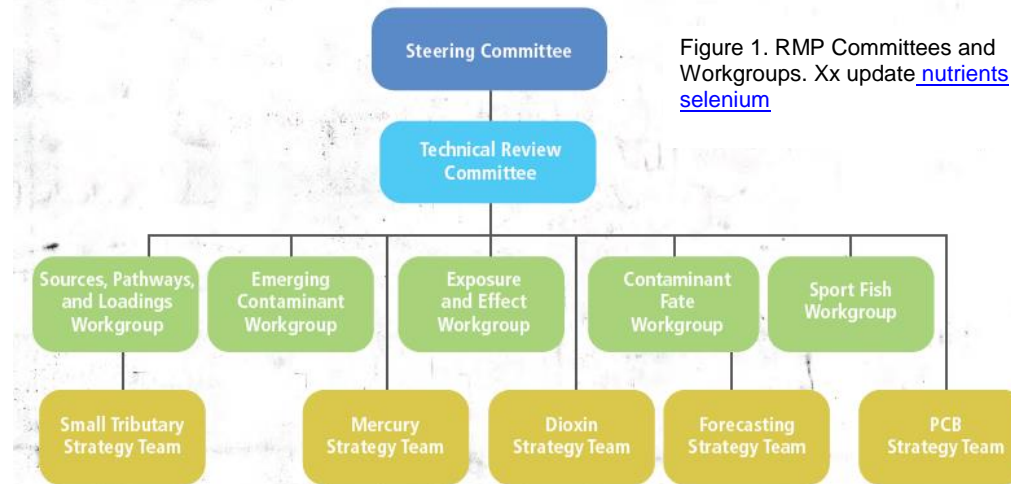 Steering Committee
Figure 1. RMP Committees and
Workgroups. Xx update nutrients
selenium
Technical Review
Committee
Sources, Pathways,
and Loadings
Workgroup
Emerging
Contaminant
Workgroup
Exposure
and Effect
Workgroup
Contaminant
Fate
Workgroup
Sport Fish
Workgroup
Small Tributary
Strategy Team
Mercury
Strategy Team
Dioxin
Strategy Team
Forecasting
Strategy Team
PCB
Strategy Team